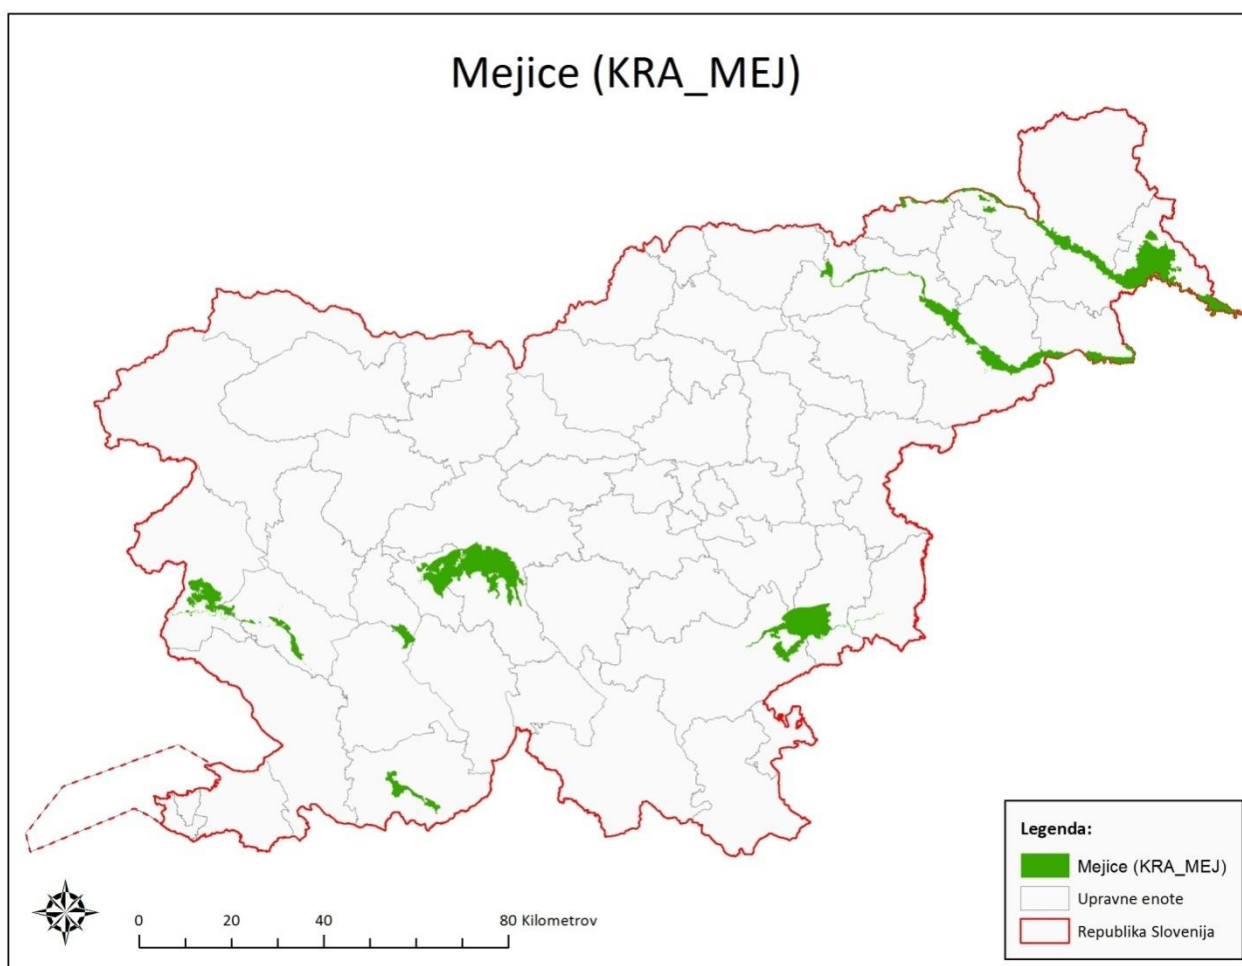 Mejice (KRA_MEJ)
Legenda:
Mejice (KRA_MEJ)
Upravne enote
Republika Slovenija
0 20 40 80 Kilometrov